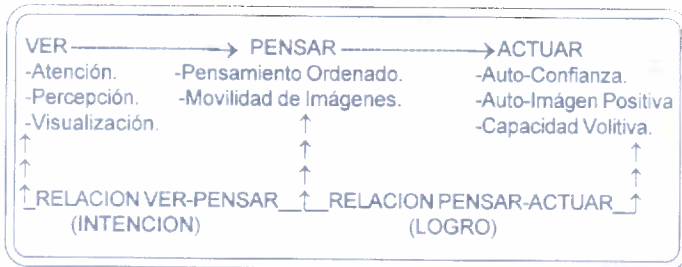 VER PENSAR ACTUAR
-Atención. -Pensamiento Ordenado. -Auto-Confianza.
-Percepción. -Movilidad de Imágenes. -Auto-Imágen Positiva
-Visualización. -Capacidad Volitiva.
RELACION VER-PENSAR RELACION PENSAR-ACTUAR
(INTENCION) (LOGRO)